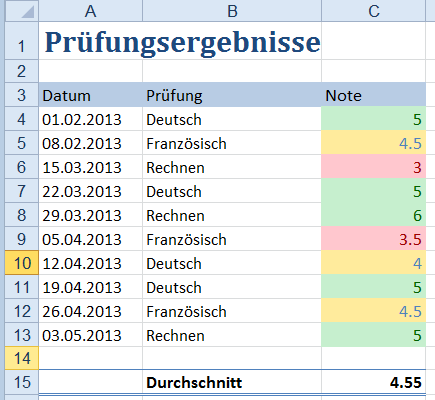 A B C
1 Prüfungsergebnisse
2
3 Datum Prüfung Note
4 01.02.2013 Deutsch 5
5 08.02.2013 Französisch 4.5
6 15.03.2013 Rechnen 3
7 22.03.2013 Deutsch 5
8 29.03.2013 Rechnen 6
9 05.04.2013 Französisch 3.5
10 12.04.2013 Deutsch 4
11 19.04.2013 Deutsch 5
12 26.04.2013 Französisch 4.5
13 03.05.2013 Rechnen 5
14
15 Durchschnitt 4.55